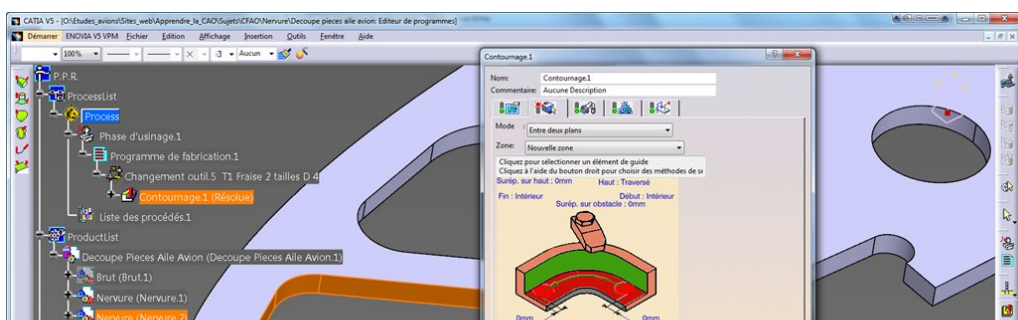 CATIA V5 - [O:\Etudes_avions\Sites_web\Apprendre_la_CAO\Sujets\CFAO\Nervure\Decoupe pieces aile avion: Editeur de programmes]
Démarrer ENOVIA V5 VPM Fichier Edition Affichage Insertion Outils Fenêtre Aide
100% Aucun
P.P.R.
ProcessList
Process
Phase d'usinage.1
Programme de fabrication.1
Changement outil.5 T1 Fraise 2 tailles D 4
Contournage.1 (Résolue)
Liste des procédés.1
ProductList
Decoupe Pieces Aile Avion (Decoupe Pieces Aile Avion.1)
Brut (Brut.1)
Nervure (Nervure.1)
Nervure (Nervure.2)
Contournage.1
Nom: Contournage.1
Commentaire: Aucune Description
Mode : Entre deux plans
Zone: Nouvelle zone
Cliquez pour sélectionner un élément de guide
Cliquez à l'aide du bouton droit pour choisir des méthodes de sé
Surép. sur haut : 0mm Haut : Traversé
Fin : Intérieur Début : Intérieur
Surép. sur obstacle : 0mm
0mm 0mm